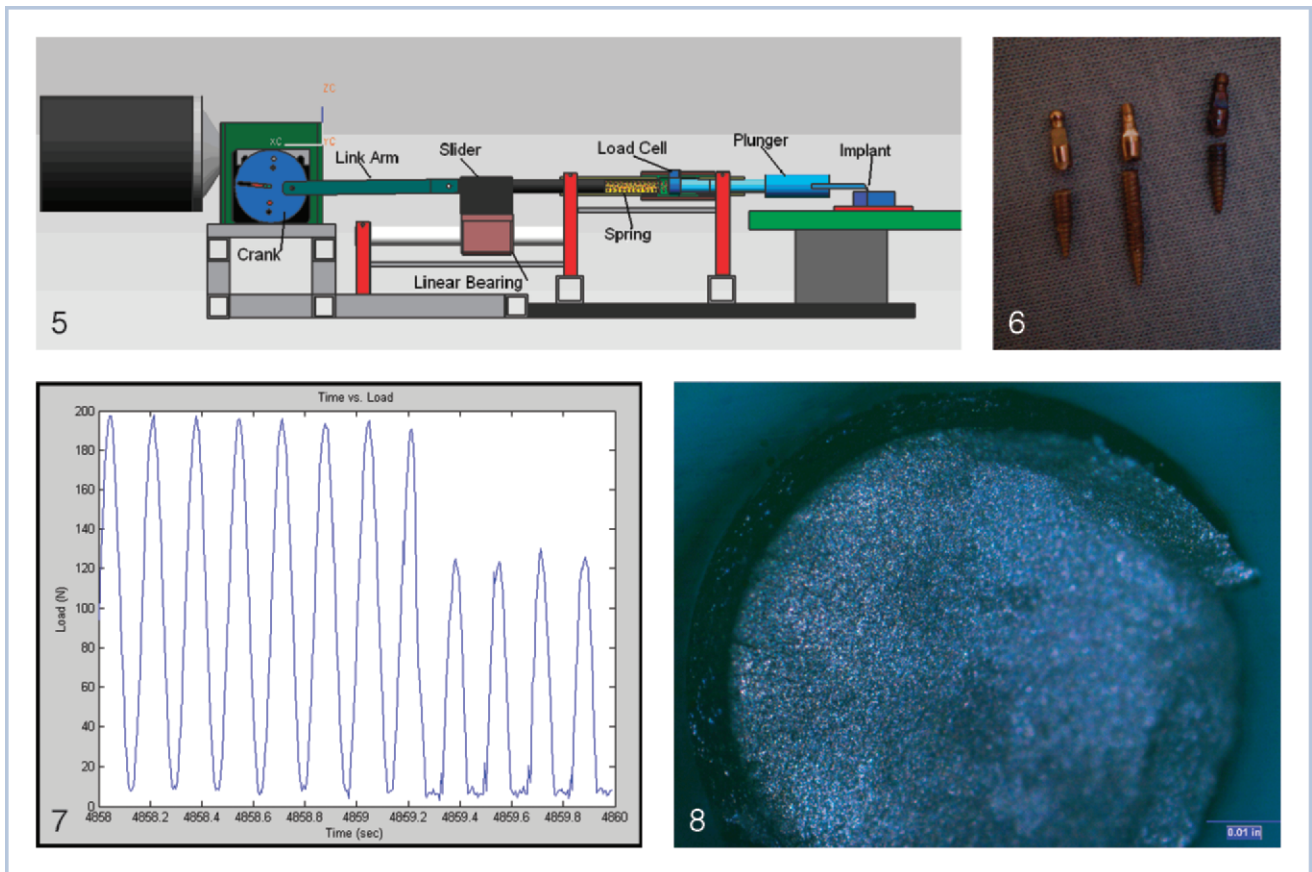 ZC
XC
YC
Link Arm
Slider
Load Cell
Plunger
Implant
Crank
Spring
Linear Bearing
5
6
Time vs. Load
200
180
160
140
120
100
80
60
40
20
0
Load (N)
4858
4858.2
4858.4
4858.6
4858.8
4859
4859.2
4859.4
4859.6
4859.8
4860
Time (sec)
7
8
0.01 in